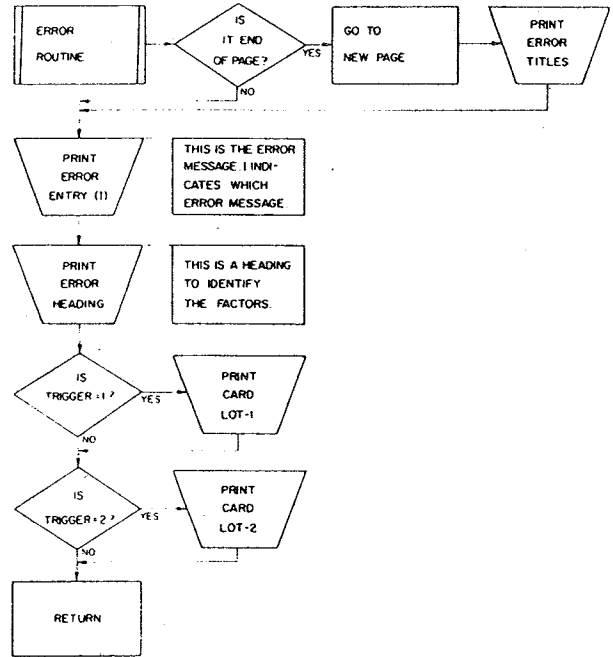 ERROR
ROUTINE
IS
IT END
OF PAGE?
YES
NO
GO TO
NEW PAGE
PRINT
ERROR
TITLES
PRINT
ERROR
ENTRY (I)
THIS IS THE ERROR
MESSAGE. I INDI-
CATES WHICH
ERROR MESSAGE.
PRINT
ERROR
HEADING
THIS IS A HEADING
TO IDENTIFY
THE FACTORS.
IS
TRIGGER=1?
YES
NO
PRINT
CARD
LOT-1
IS
TRIGGER=2?
YES
NO
PRINT
CARD
LOT-2
RETURN